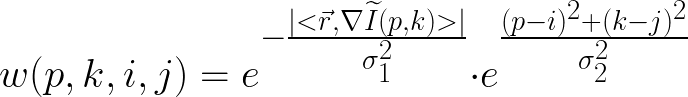 $w(p,k,i,j) = e^{-\frac{|<\vec{r},\nabla\widetilde{I}(p,k)>|}{\sigma_1^2}} \cdot e^{\frac{(p-i)^2+(k-j)^2}{\sigma_2^2}}$